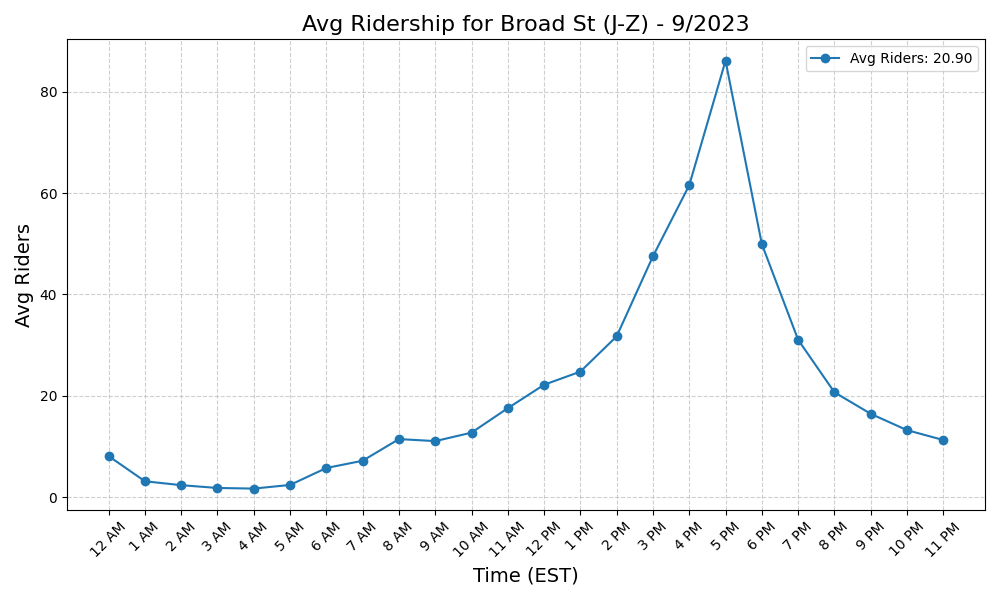 Avg Ridership for Broad St (J-Z) - 9/2023
Avg Riders: 20.90
Avg Riders
80
60
40
20
0
12 AM
1 AM
2 AM
3 AM
4 AM
5 AM
6 AM
7 AM
8 AM
9 AM
10 AM
11 AM
12 PM
1 PM
2 PM
3 PM
4 PM
5 PM
6 PM
7 PM
8 PM
9 PM
10 PM
11 PM
Time (EST)